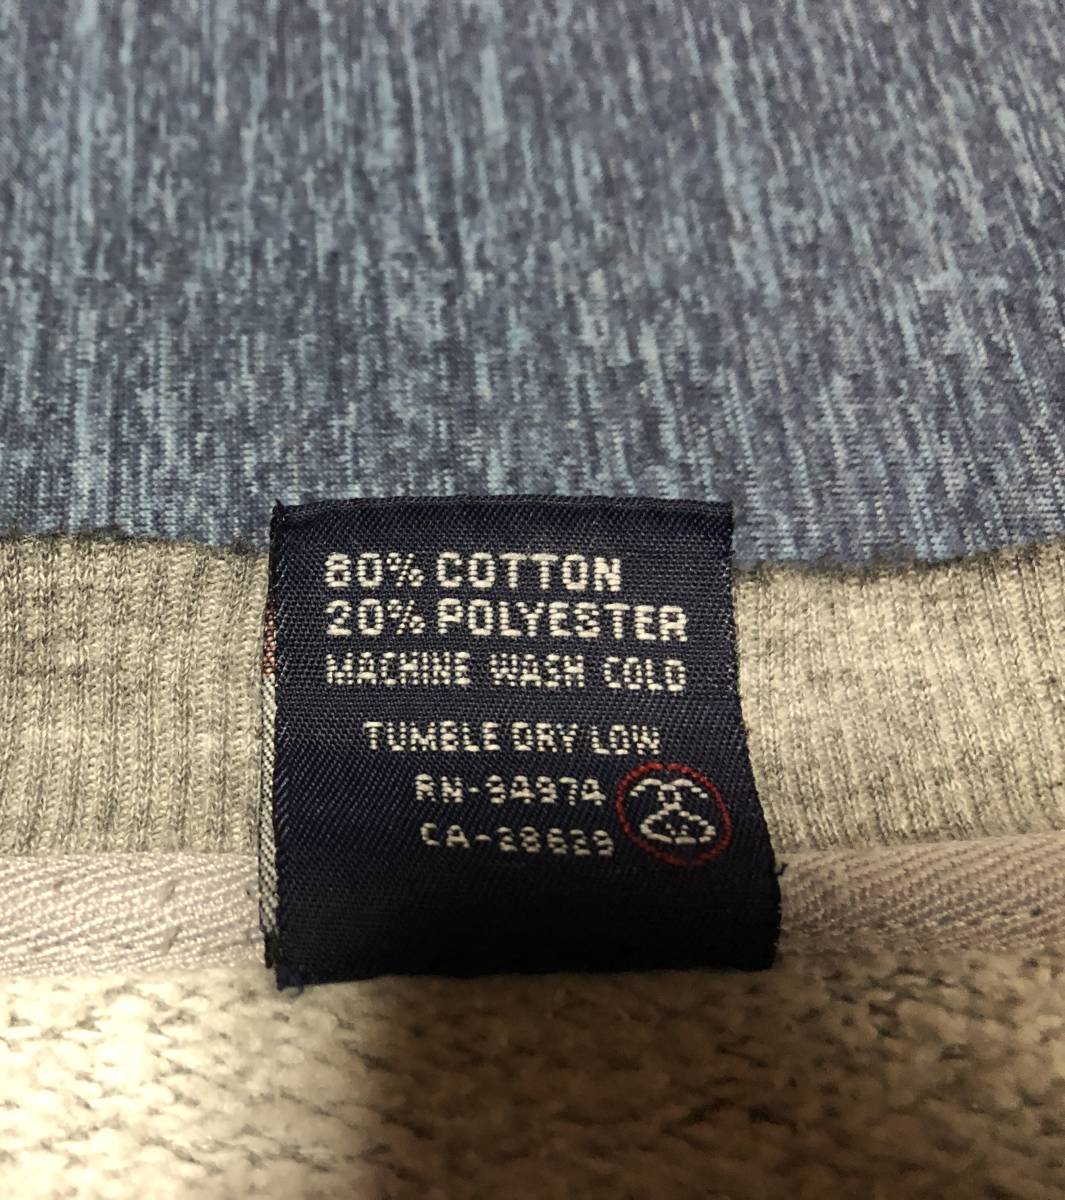 80% COTTON
20% POLYESTER
MACHINE WASH COLD
TUMBLE DRY LOW
RN-94974
CA-28629